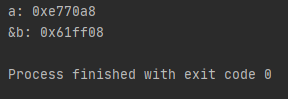 a: 0xe770a8
&b: 0x61ff08
Process finished with exit code 0